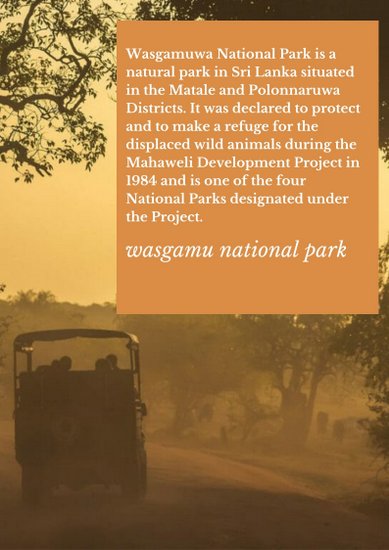 Wasgamuwa National Park is a
natural park in Sri Lanka situated
in the Matale and Polonnaruwa
Districts. It was declared to protect
and to make a refuge for the
displaced wild animals during the
Mahaweli Development Project in
1984 and is one of the four
National Parks designated under
the Project.
wasgamu national park